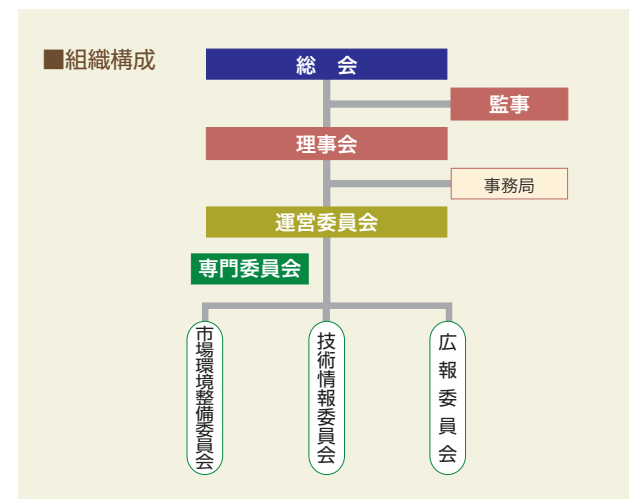 ■組織構成
総　会
監事
理事会
事務局
運営委員会
専門委員会
市場環境整備委員会
技術情報委員会
広報委員会